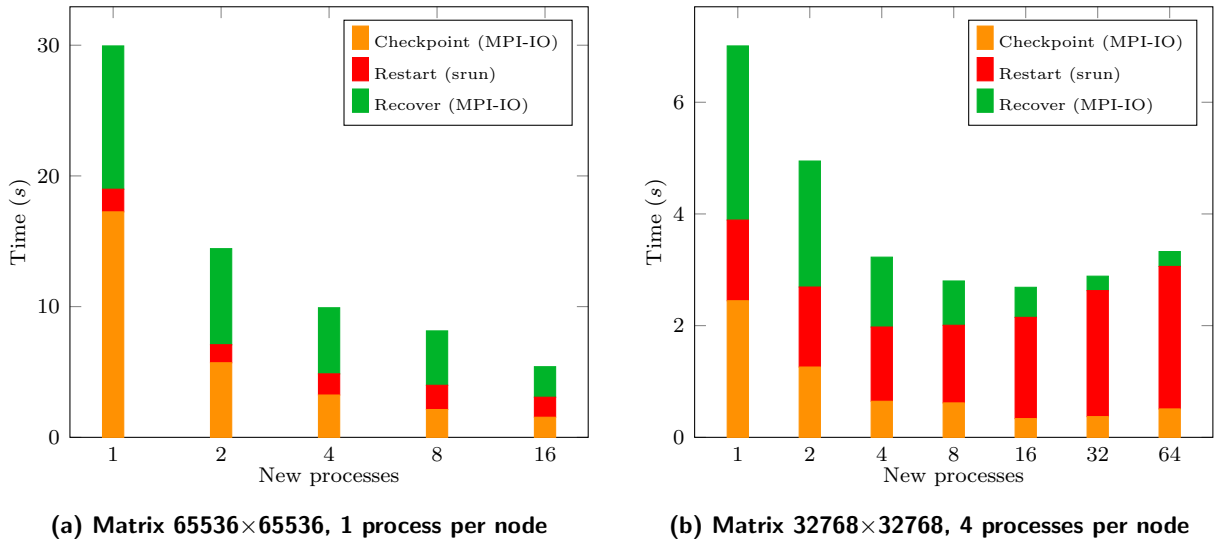 30
20
10
0
Time (s)
1 2 4 8 16
New processes
Checkpoint (MPI-IO)
Restart (srun)
Recover (MPI-IO)
(a) Matrix 65536×65536, 1 process per node
6
4
2
0
Time (s)
1 2 4 8 16 32 64
New processes
Checkpoint (MPI-IO)
Restart (srun)
Recover (MPI-IO)
(b) Matrix 32768×32768, 4 processes per node